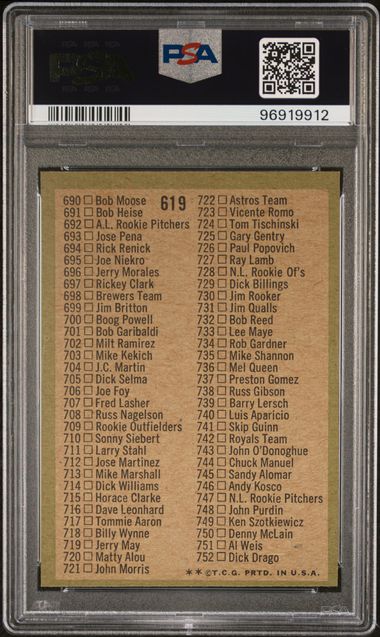 PSA
PSA
96919912
619
690 ☐ Bob Moose
691 ☐ Bob Heise
692 ☐ A.L. Rookie Pitchers
693 ☐ Jose Pena
694 ☐ Rick Renick
695 ☐ Joe Niekro
696 ☐ Jerry Morales
697 ☐ Rickey Clark
698 ☐ Brewers Team
699 ☐ Jim Britton
700 ☐ Boog Powell
701 ☐ Bob Garibaldi
702 ☐ Milt Ramirez
703 ☐ Mike Kekich
704 ☐ J.C. Martin
705 ☐ Dick Selma
706 ☐ Joe Foy
707 ☐ Fred Lasher
708 ☐ Russ Nagelson
709 ☐ Rookie Outfielders
710 ☐ Sonny Siebert
711 ☐ Larry Stahl
712 ☐ Jose Martinez
713 ☐ Mike Marshall
714 ☐ Dick Williams
715 ☐ Horace Clarke
716 ☐ Dave Leonhard
717 ☐ Tommie Aaron
718 ☐ Billy Wynne
719 ☐ Jerry May
720 ☐ Matty Alou
721 ☐ John Morris
722 ☐ Astros Team
723 ☐ Vicente Romo
724 ☐ Tom Tischinski
725 ☐ Gary Gentry
726 ☐ Paul Popovich
727 ☐ Ray Lamb
728 ☐ N.L. Rookie Of's
729 ☐ Dick Billings
730 ☐ Jim Rooker
731 ☐ Jim Qualls
732 ☐ Bob Reed
733 ☐ Lee Maye
734 ☐ Rob Gardner
735 ☐ Mike Shannon
736 ☐ Mel Queen
737 ☐ Preston Gomez
738 ☐ Russ Gibson
739 ☐ Barry Lersch
740 ☐ Luis Aparicio
741 ☐ Skip Guinn
742 ☐ Royals Team
743 ☐ John O'Donoghue
744 ☐ Chuck Manuel
745 ☐ Sandy Alomar
746 ☐ Andy Kosco
747 ☐ N.L. Rookie Pitchers
748 ☐ John Purdin
749 ☐ Ken Szotkiewicz
750 ☐ Denny McLain
751 ☐ Al Weis
752 ☐ Dick Drago
**©T.C.G. PRTD. IN U.S.A.